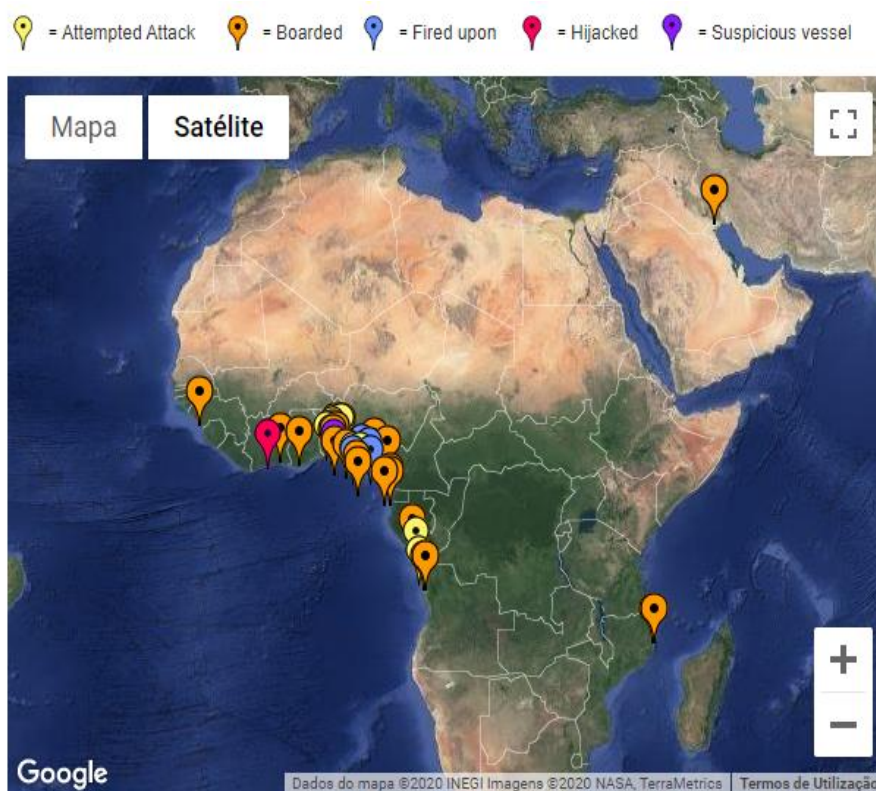 = Attempted Attack = Boarded = Fired upon = Hijacked = Suspicious vessel
Mapa Satélite
Google
Dados do mapa ©2020 INEGI Imagens ©2020 NASA, TerraMetrics Termos de Utilização